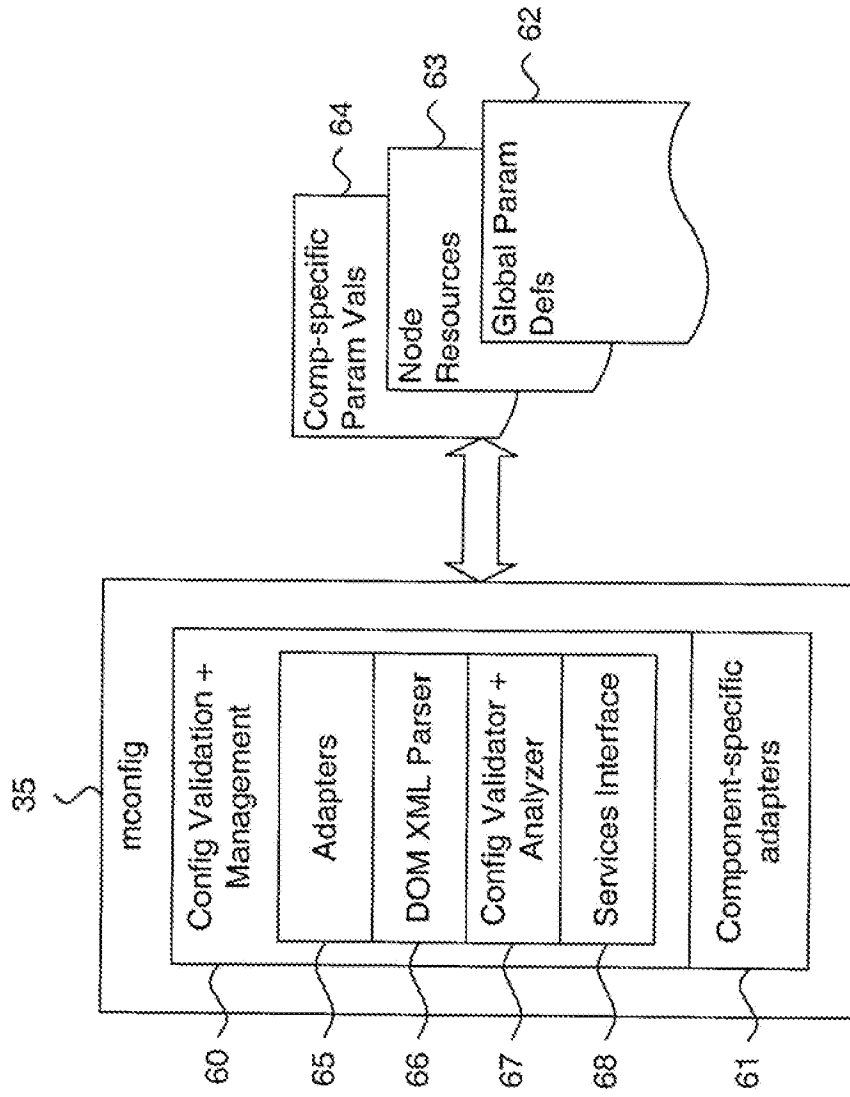 35
mconfig
60
Config Validation +
Management
65
Adapters
66
DOM XML Parser
67
Config Validator +
Analyzer
68
Services Interface
61
Component-specific
adapters
Comp-specific
Param Vals
64
Node
Resources
63
Global Param
Defs
62